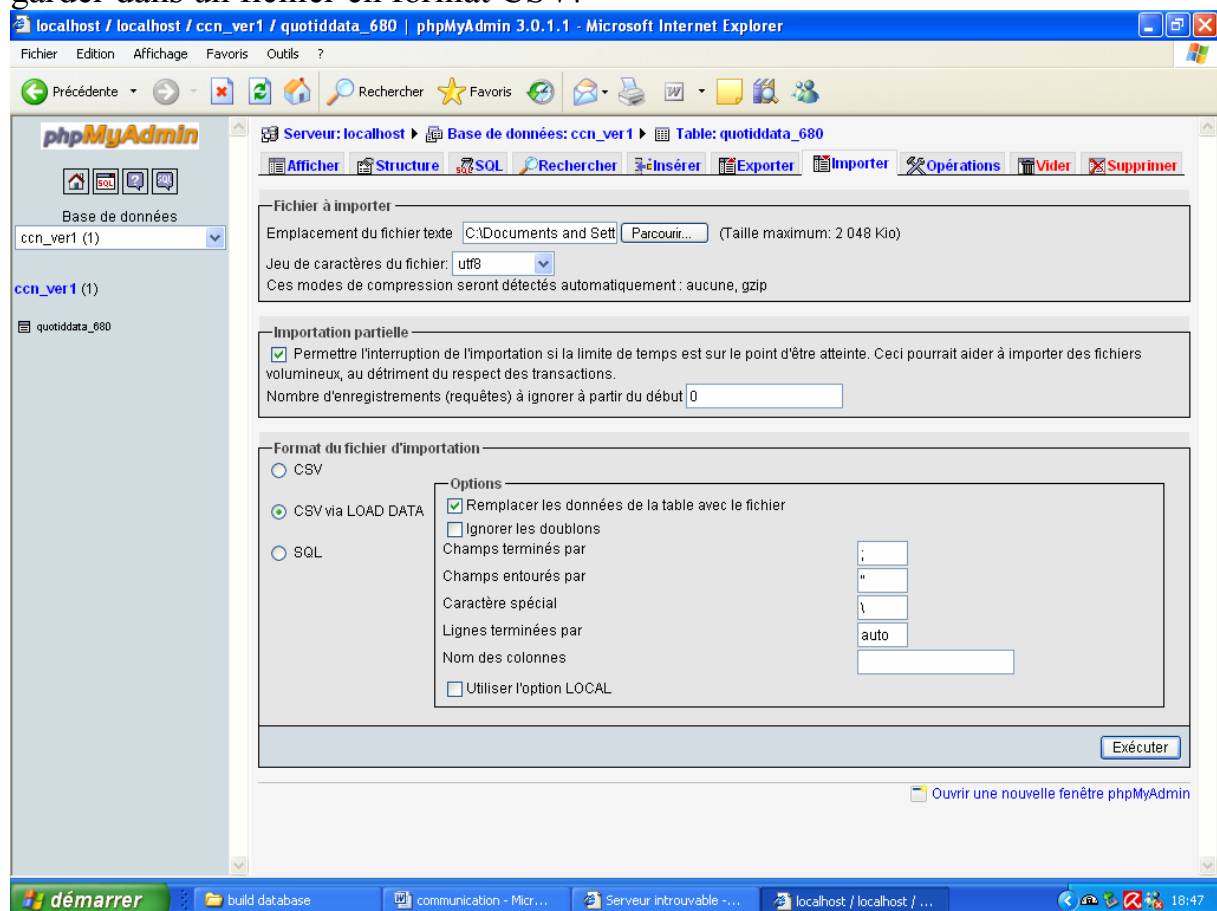 garder dans un fichier en format CSV.
localhost / localhost / ccn_ver1 / quotiddata_680 | phpMyAdmin 3.0.1.1 - Microsoft Internet Explorer
Fichier Edition Affichage Favoris Outils ?
Précédente Rechercher Favoris
phpMyAdmin
SQL
Base de données
ccn_ver1 (1)
ccn_ver1 (1)
quotiddata_680
Serveur: localhost Base de données: ccn_ver1 Table: quotiddata_680
Afficher Structure SQL Rechercher Insérer Exporter Importer Opérations Vider Supprimer
Fichier à importer
Emplacement du fichier texte C:\Documents and Sett Parcourir... (Taille maximum: 2 048 Kio)
Jeu de caractères du fichier: utf8
Ces modes de compression seront détectés automatiquement : aucune, gzip
Importation partielle
Permettre l'interruption de l'importation si la limite de temps est sur le point d'être atteinte. Ceci pourrait aider à importer des fichiers
volumineux, au détriment du respect des transactions.
Nombre d'enregistrements (requêtes) à ignorer à partir du début 0
Format du fichier d'importation
CSV
CSV via LOAD DATA
SQL
Options
Remplacer les données de la table avec le fichier
Ignorer les doublons
Champs terminés par ;
Champs entourés par "
Caractère spécial \
Lignes terminées par auto
Nom des colonnes
Utiliser l'option LOCAL
Exécuter
Ouvrir une nouvelle fenêtre phpMyAdmin
démarrer build database communication - Micr... Serveur introuvable -... localhost / localhost / ... 18:47